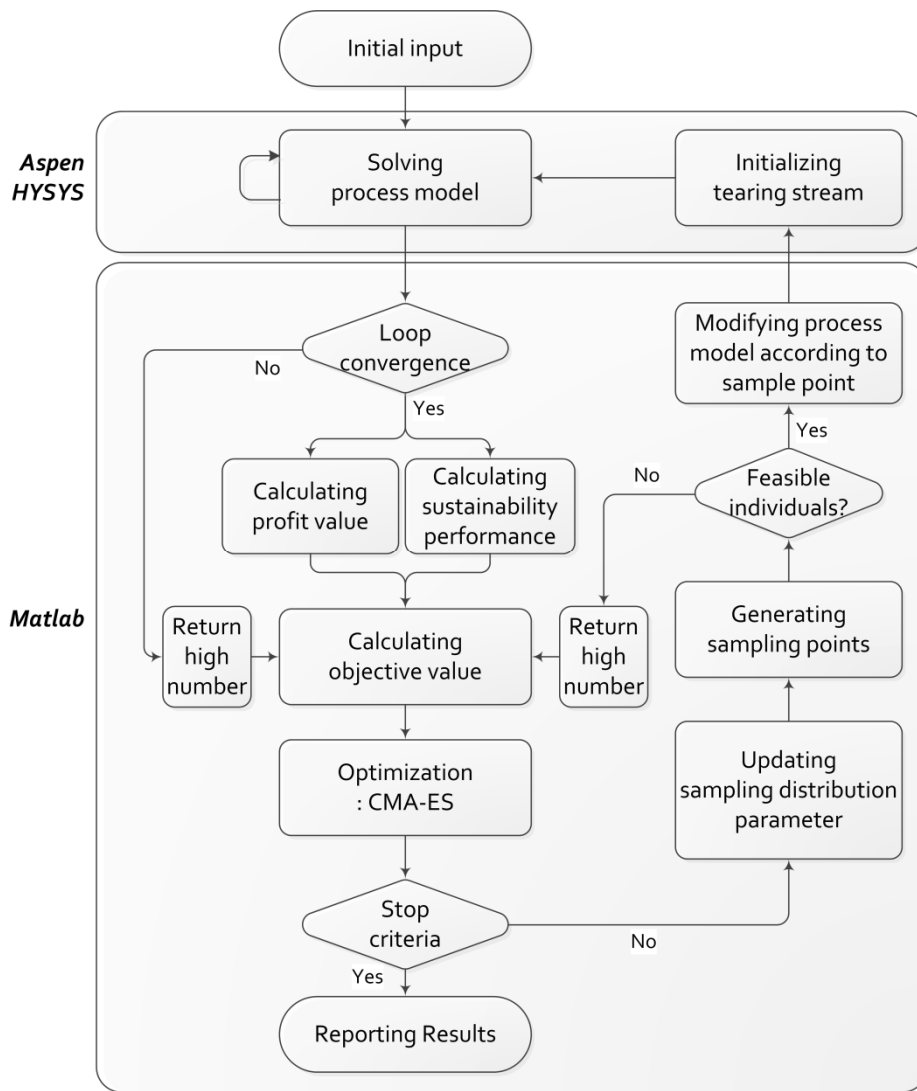 Initial input
Aspen
HYSYS
Solving
process model
Initializing
tearing stream
Loop
convergence
No
Yes
Modifying process
model according to
sample point
Yes
Calculating
profit value
Calculating
sustainability
performance
No
Feasible
individuals?
Matlab
Return
high
number
Calculating
objective value
Return
high
number
Generating
sampling points
Optimization
: CMA-ES
Updating
sampling distribution
parameter
Stop
criteria
No
Yes
Reporting Results